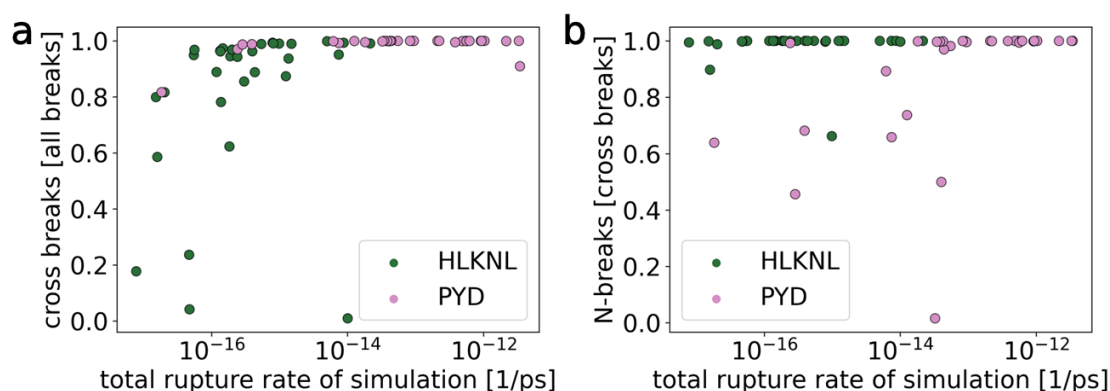 a
cross breaks [all breaks]
1.0
0.8
0.6
0.4
0.2
0.0
HLKNL
PYD
10^{-16}
10^{-14}
10^{-12}
total rupture rate of simulation [1/ps]
b
N-breaks [cross breaks]
1.0
0.8
0.6
0.4
0.2
0.0
HLKNL
PYD
10^{-16}
10^{-14}
10^{-12}
total rupture rate of simulation [1/ps]